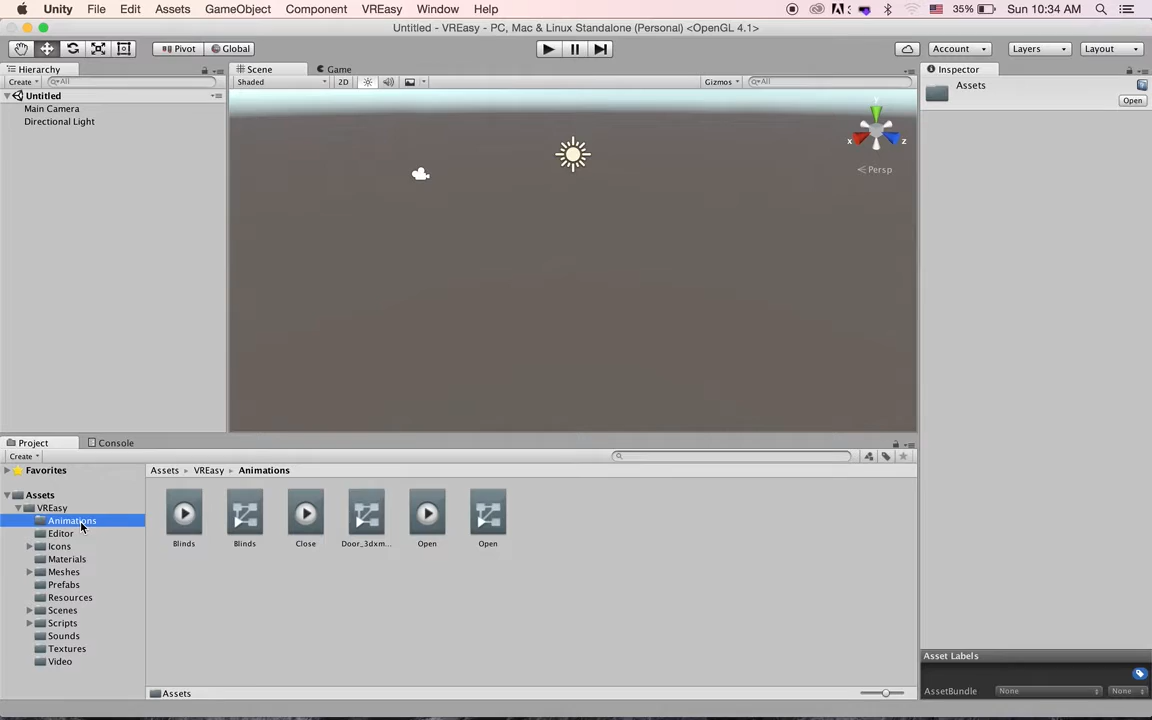 Unity File Edit Assets GameObject Component VREasy Window Help 35% Sun 10:34 AM
Untitled - VREasy - PC, Mac & Linux Standalone (Personal) <OpenGL 4.1>
Pivot Global Account Layers Layout
Hierarchy Scene Game Inspector
Create All Shaded 2D Gizmos All
Assets
Open
Untitled
Main Camera
Directional Light
y
x z
Persp
Project Console
Create
Favorites Assets VREasy Animations
Assets
VREasy
Animations
Editor
Icons
Materials
Meshes
Prefabs
Resources
Scenes
Scripts
Sounds
Textures
Video
Blinds Blinds Close Door_3dxm... Open Open
Assets
Asset Labels
AssetBundle None None